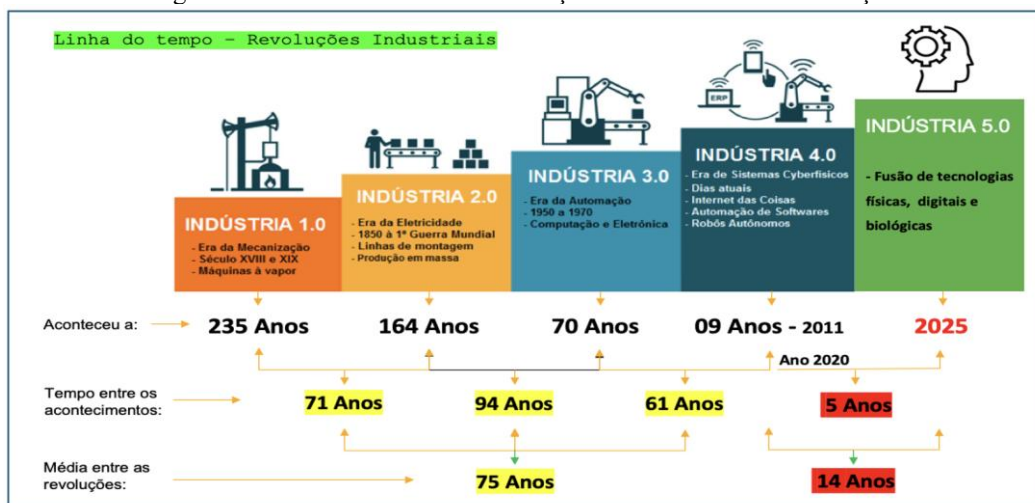 Linha do tempo – Revoluções Industriais
ERP
INDÚSTRIA 1.0
- Era da Mecanização
- Século XVIII e XIX
- Máquinas à vapor
INDÚSTRIA 2.0
- Era da Eletricidade
- 1850 à 1ª Guerra Mundial
- Linhas de montagem
- Produção em massa
INDÚSTRIA 3.0
- Era da Automação
- 1950 a 1970
- Computação e Eletrônica
INDÚSTRIA 4.0
- Era de Sistemas Cyberfísicos
- Dias atuais
- Internet das Coisas
- Automação de Softwares
- Robôs Autônomos
INDÚSTRIA 5.0
- Fusão de tecnologias
físicas, digitais e
biológicas
Aconteceu a:
235 Anos
164 Anos
70 Anos
09 Anos - 2011
2025
Ano 2020
Tempo entre os
acontecimentos:
71 Anos
94 Anos
61 Anos
5 Anos
Média entre as
revoluções:
75 Anos
14 Anos